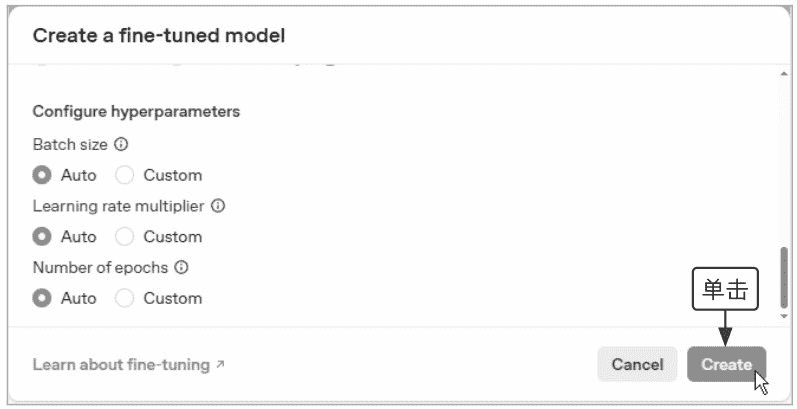 Create a fine-tuned model
Configure hyperparameters
Batch size
Auto Custom
Learning rate multiplier
Auto Custom
Number of epochs
Auto Custom
单击
Learn about fine-tuning ↗ Cancel Create